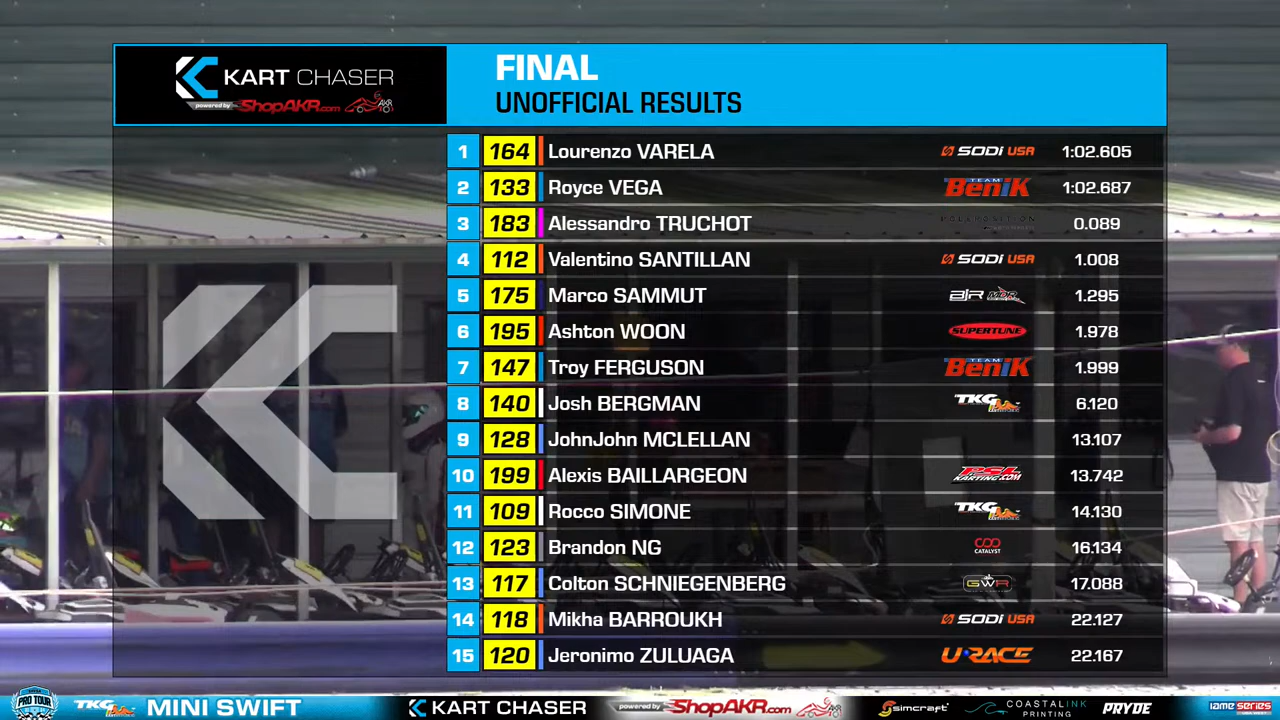 KART CHASER
powered by ShopAKR.com AKR
FINAL
UNOFFICIAL RESULTS
1 164 Lourenzo VARELA SODI USA 1:02.605
2 133 Royce VEGA TEAM BENIK 1:02.687
3 183 Alessandro TRUCHOT POLEPOSITION 0.089
4 112 Valentino SANTILLAN SODI USA 1.008
5 175 Marco SAMMUT 1.295
6 195 Ashton WOON SUPERTUNE 1.978
7 147 Troy FERGUSON TEAM BENIK 1.999
8 140 Josh BERGMAN TKG 6.120
9 128 JohnJohn MCLELLAN 13.107
10 199 Alexis BAILLARGEON PSL KARTING.COM 13.742
11 109 Rocco SIMONE TKG 14.130
12 123 Brandon NG CATALYST 16.134
13 117 Colton SCHNIEGENBERG GWR 17.088
14 118 Mikha BARROUKH SODI USA 22.127
15 120 Jeronimo ZULUAGA U-RACE 22.167
PRO TOUR TKG MINI SWIFT KART CHASER powered by ShopAKR.com simcraft COASTALINK PRINTING PRYDE iame series